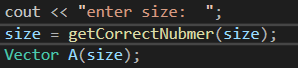 cout << "enter size:  ";
size = getCorrectNubmer(size);
Vector A(size);